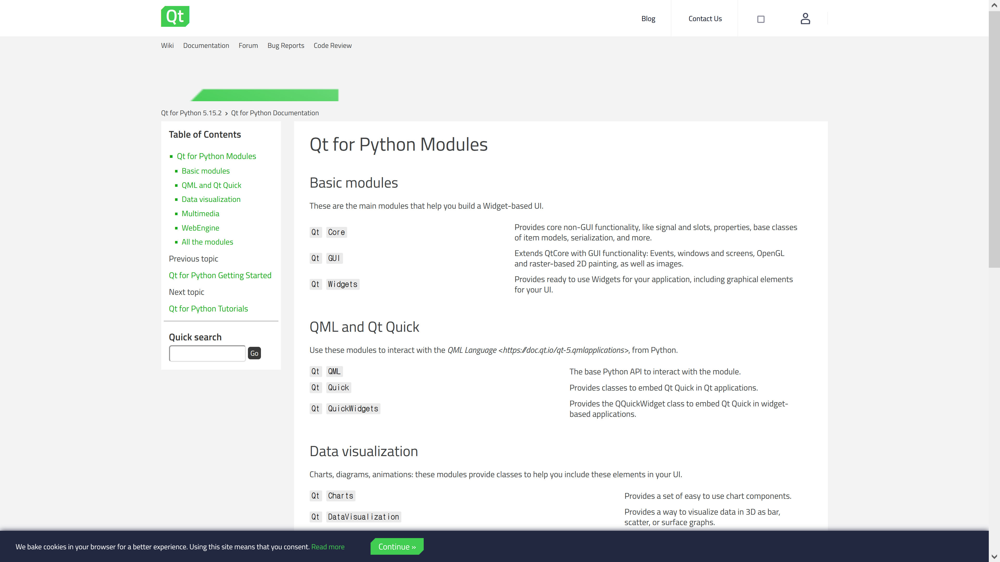 Qt
Blog
Contact Us
Wiki
Documentation
Forum
Bug Reports
Code Review
Qt for Python 5.15.2 › Qt for Python Documentation
Table of Contents
Qt for Python Modules
Basic modules
QML and Qt Quick
Data visualization
Multimedia
WebEngine
All the modules
Previous topic
Qt for Python Getting Started
Next topic
Qt for Python Tutorials
Quick search
Go
Qt for Python Modules
Basic modules
These are the main modules that help you build a Widget-based UI.
Qt Core
Provides core non-GUI functionality, like signal and slots, properties, base classes
of item models, serialization, and more.
Qt GUI
Extends QtCore with GUI functionality: Events, windows and screens, OpenGL
and raster-based 2D painting, as well as images.
Qt Widgets
Provides ready to use Widgets for your application, including graphical elements
for your UI.
QML and Qt Quick
Use these modules to interact with the QML Language <https://doc.qt.io/qt-5.qmlapplications>, from Python.
Qt QML
The base Python API to interact with the module.
Qt Quick
Provides classes to embed Qt Quick in Qt applications.
Qt QuickWidgets
Provides the QQuickWidget class to embed Qt Quick in widget-
based applications.
Data visualization
Charts, diagrams, animations: these modules provide classes to help you include these elements in your UI.
Qt Charts
Provides a set of easy to use chart components.
Qt DataVisualization
Provides a way to visualize data in 3D as bar,
scatter, or surface graphs.
We bake cookies in your browser for a better experience. Using this site means that you consent. Read more
Continue »